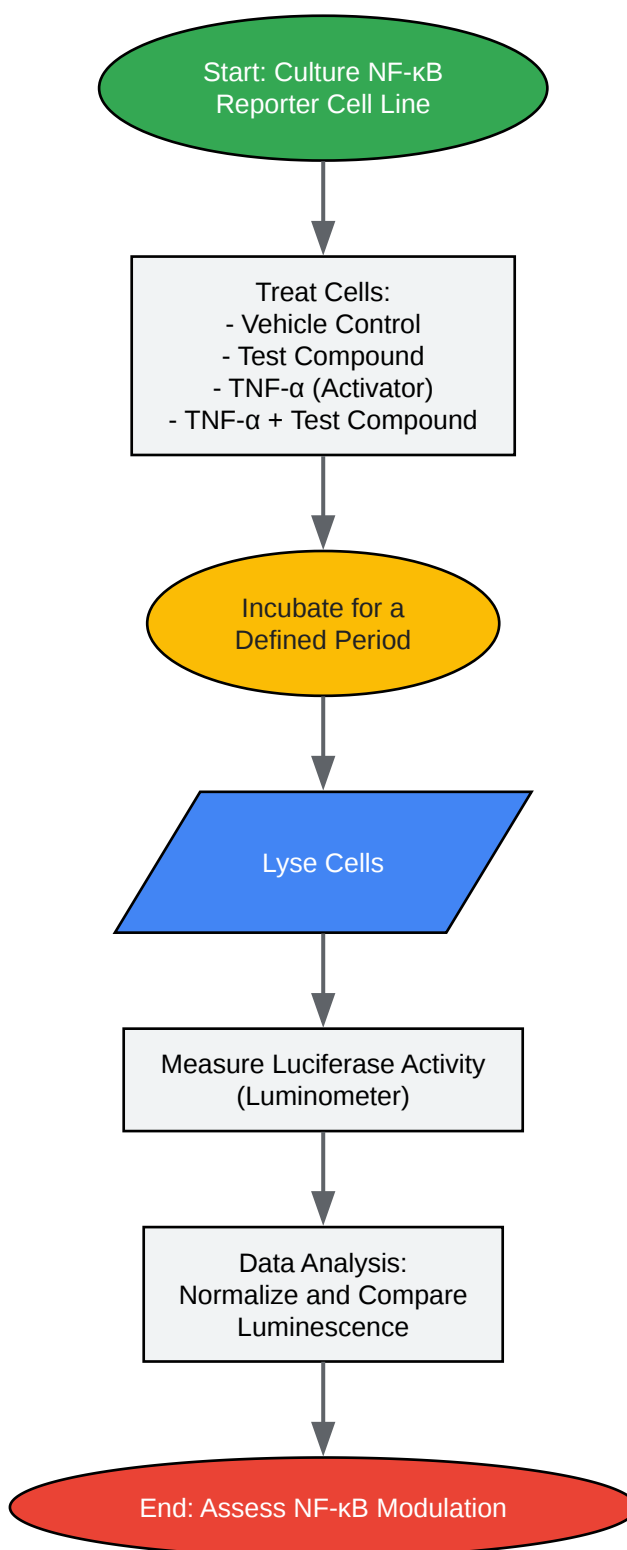 Start: Culture NF-κB
Reporter Cell Line
Treat Cells:
- Vehicle Control
- Test Compound
- TNF-α (Activator)
- TNF-α + Test Compound
Incubate for a
Defined Period
Lyse Cells
Measure Luciferase Activity
(Luminometer)
Data Analysis:
Normalize and Compare
Luminescence
End: Assess NF-κB Modulation